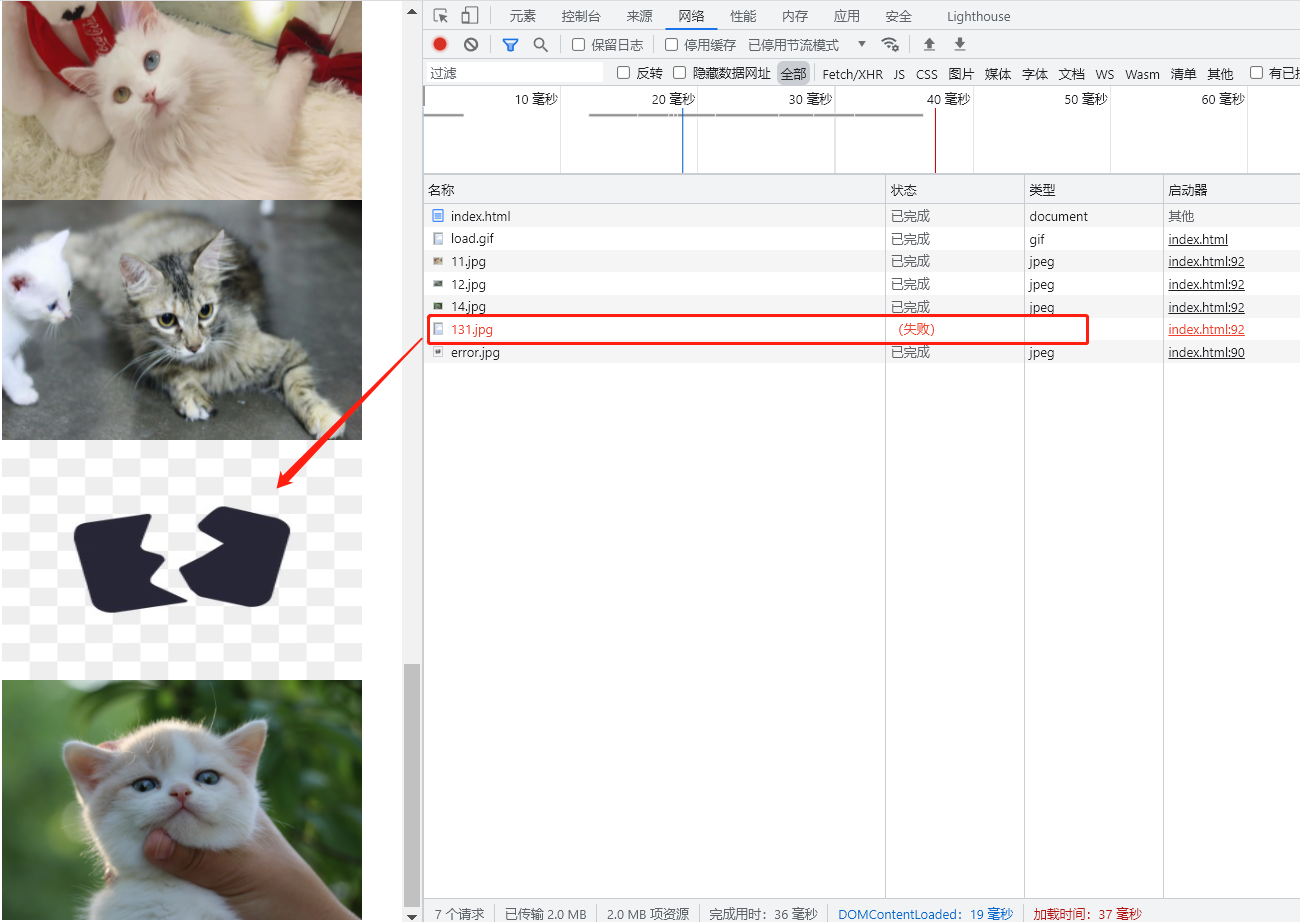 元素 控制台 来源 网络 性能 内存 应用 安全 Lighthouse
保留日志 停用缓存 已停用节流模式
过滤 反转 隐藏数据网址 全部 Fetch/XHR JS CSS 图片 媒体 字体 文档 WS Wasm 清单 其他
10 毫秒 20 毫秒 30 毫秒 40 毫秒 50 毫秒 60 毫秒
名称 状态 类型 启动器
index.html 已完成 document 其他
load.gif 已完成 gif index.html
11.jpg 已完成 jpeg index.html:92
12.jpg 已完成 jpeg index.html:92
14.jpg 已完成 jpeg index.html:92
131.jpg (失败) index.html:92
error.jpg 已完成 jpeg index.html:90
7 个请求 已传输 2.0 MB 2.0 MB 项资源 完成用时：36 毫秒 DOMContentLoaded：19 毫秒 加载时间：37 毫秒